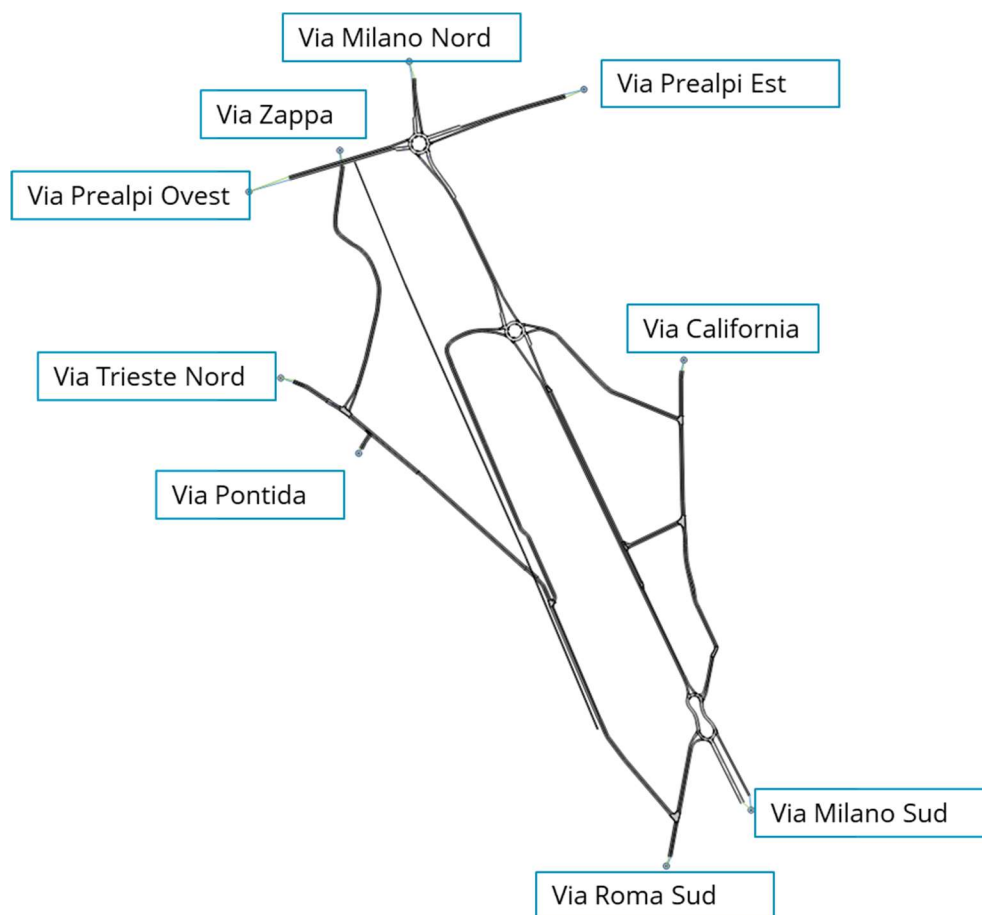 Via Milano Nord
Via Prealpi Est
Via Zappa
Via Prealpi Ovest
Via California
Via Trieste Nord
Via Pontida
Via Milano Sud
Via Roma Sud